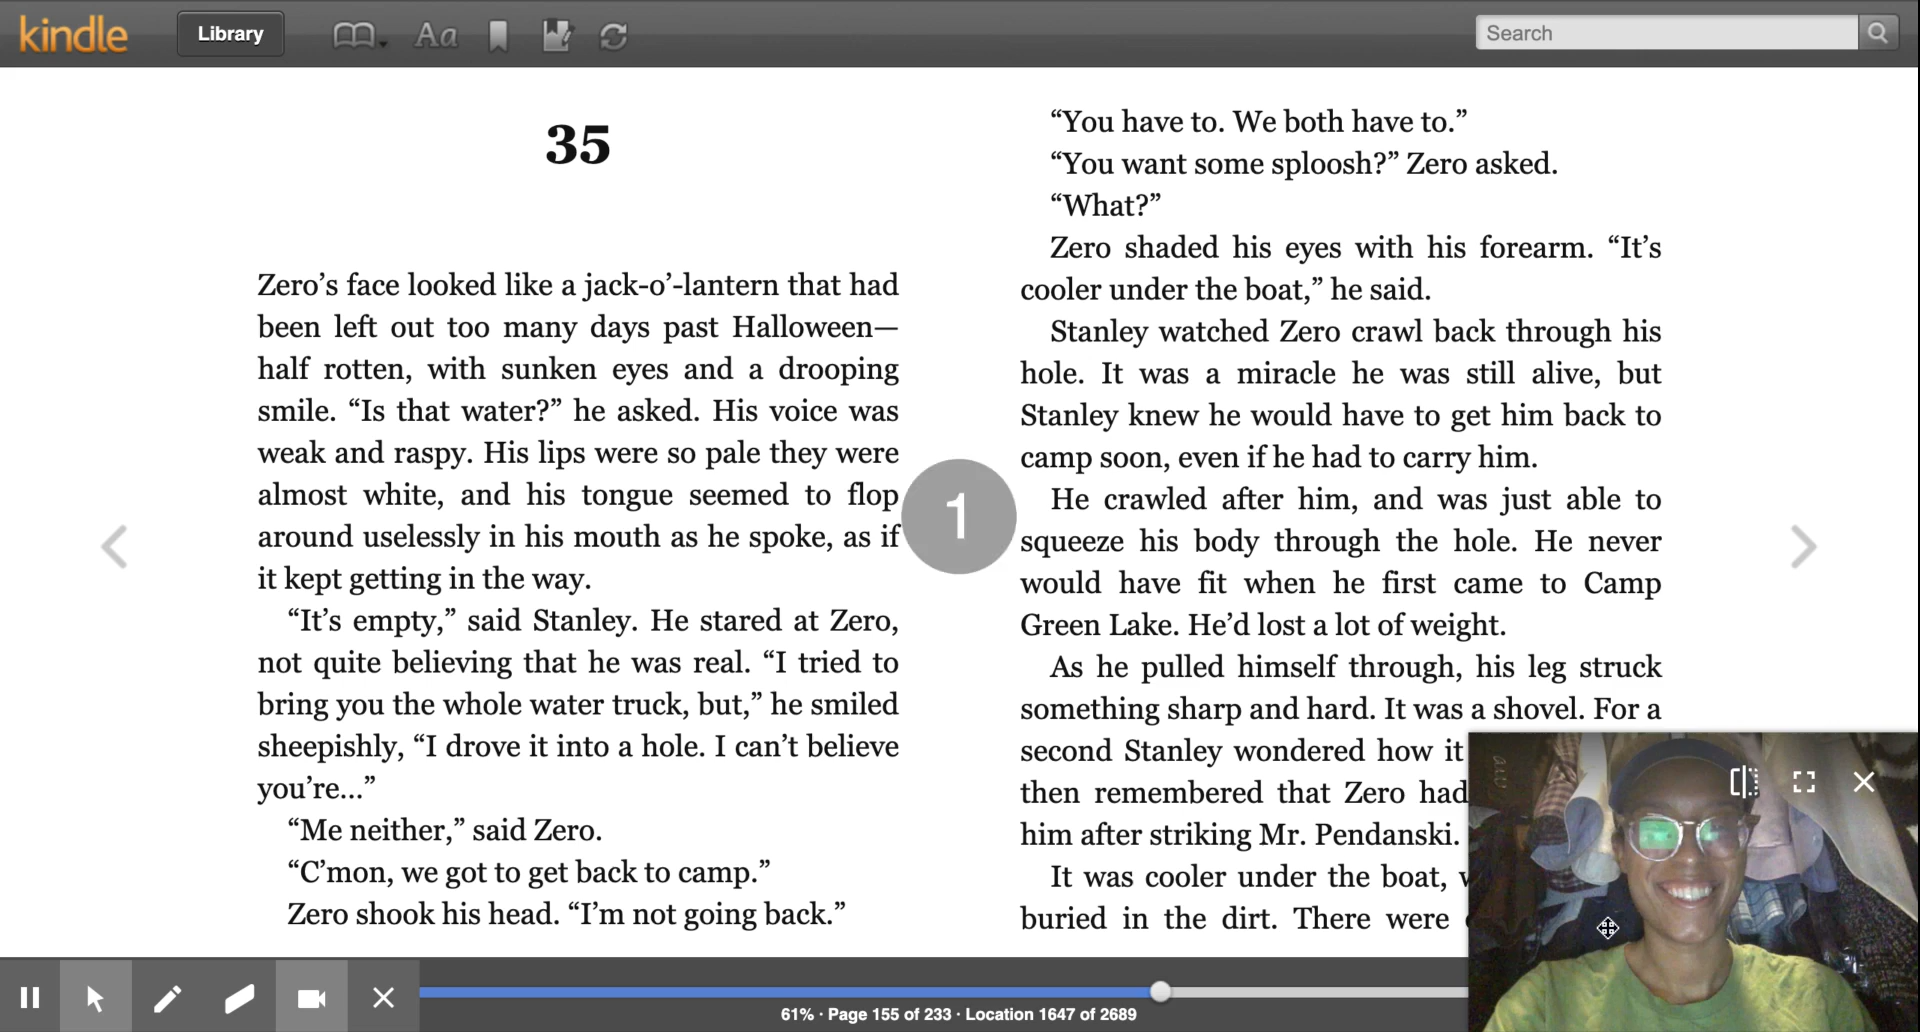 kindle
Library
Aa
Search
35
Zero’s face looked like a jack-o’-lantern that had
been left out too many days past Halloween—
half rotten, with sunken eyes and a drooping
smile. “Is that water?” he asked. His voice was
weak and raspy. His lips were so pale they were
almost white, and his tongue seemed to flop
around uselessly in his mouth as he spoke, as if
it kept getting in the way.
“It’s empty,” said Stanley. He stared at Zero,
not quite believing that he was real. “I tried to
bring you the whole water truck, but,” he smiled
sheepishly, “I drove it into a hole. I can’t believe
you’re...”
“Me neither,” said Zero.
“C’mon, we got to get back to camp.”
Zero shook his head. “I’m not going back.”
1
“You have to. We both have to.”
“You want some sploosh?” Zero asked.
“What?”
Zero shaded his eyes with his forearm. “It’s
cooler under the boat,” he said.
Stanley watched Zero crawl back through his
hole. It was a miracle he was still alive, but
Stanley knew he would have to get him back to
camp soon, even if he had to carry him.
He crawled after him, and was just able to
squeeze his body through the hole. He never
would have fit when he first came to Camp
Green Lake. He’d lost a lot of weight.
As he pulled himself through, his leg struck
something sharp and hard. It was a shovel. For a
second Stanley wondered how it
then remembered that Zero had
him after striking Mr. Pendanski.
It was cooler under the boat,
buried in the dirt. There were
61% · Page 155 of 233 · Location 1647 of 2689